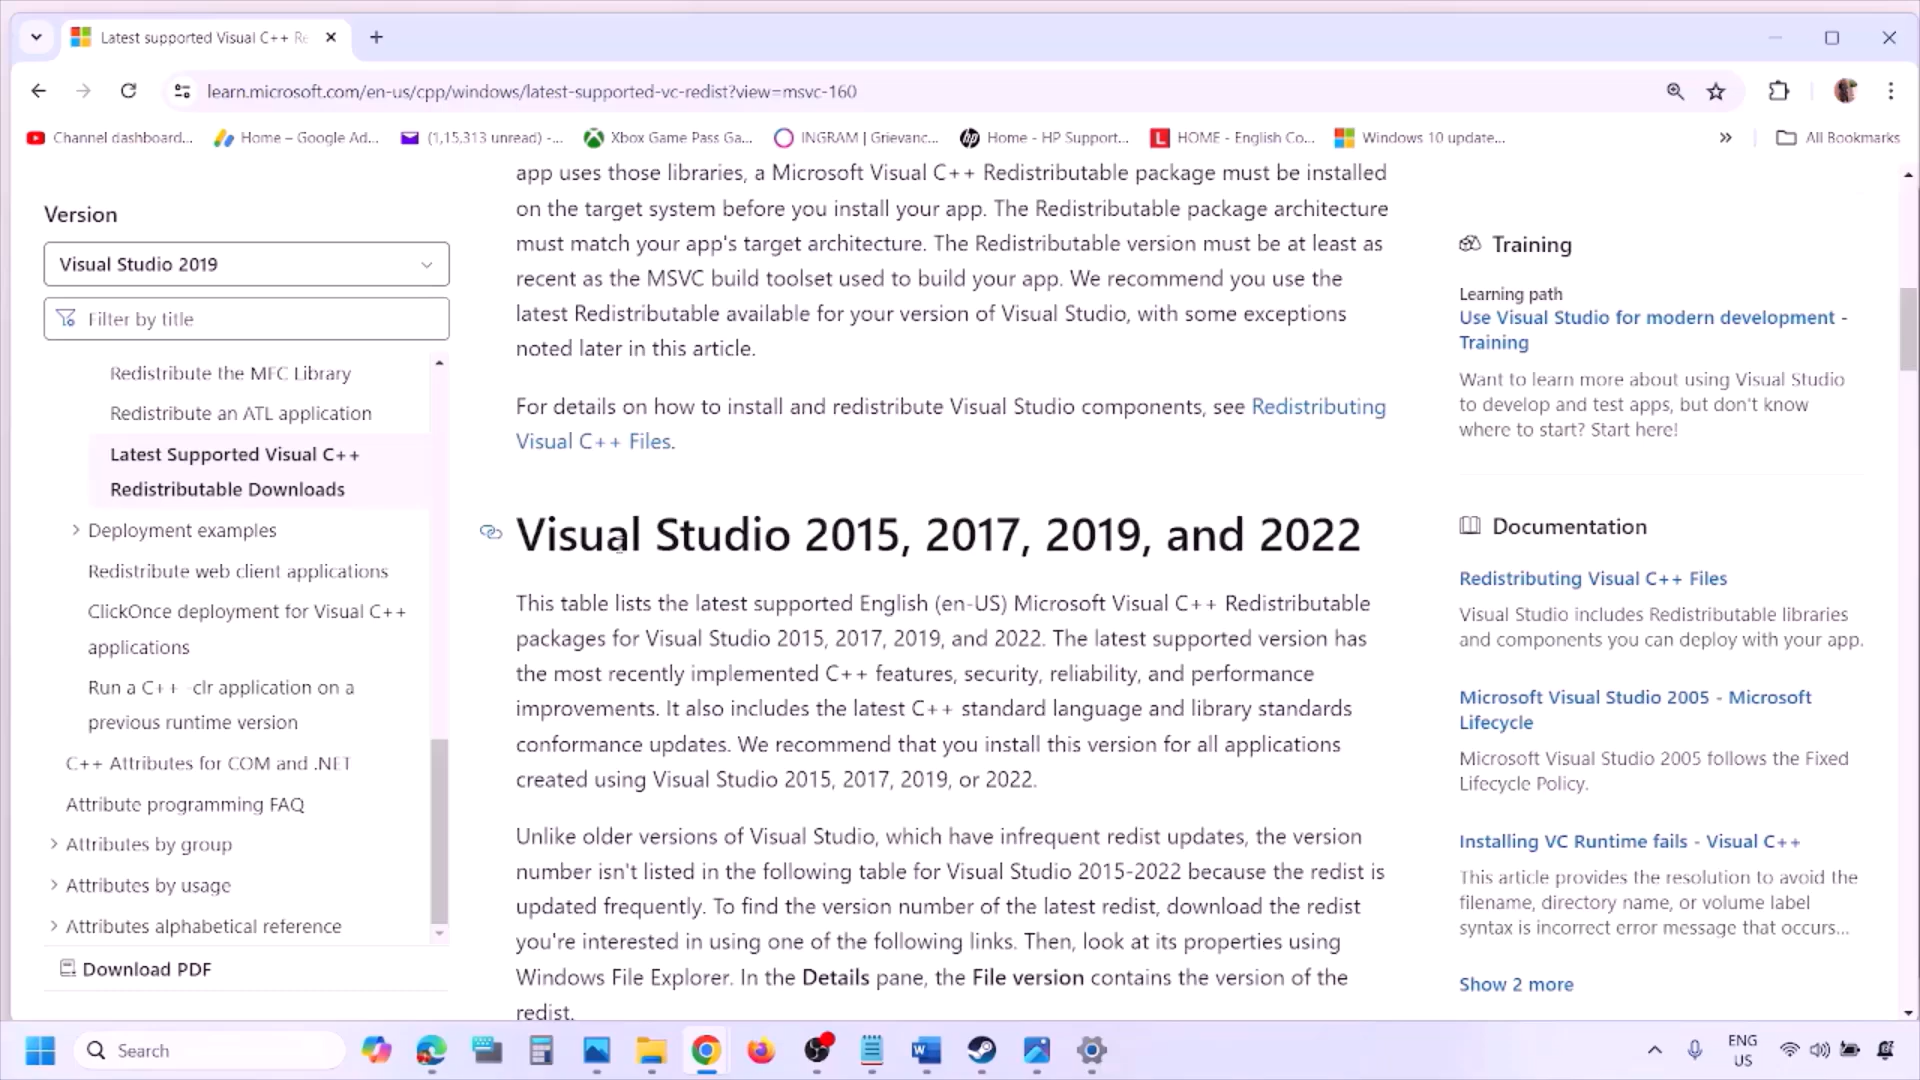 Latest supported Visual C++ Re
learn.microsoft.com/en-us/cpp/windows/latest-supported-vc-redist?view=msvc-160
Channel dashboard...
Home – Google Ad...
(1,15,313 unread) -...
Xbox Game Pass Ga...
INGRAM | Grievanc...
Home - HP Support...
HOME - English Co...
Windows 10 update...
All Bookmarks
Version
Visual Studio 2019
Filter by title
Redistribute the MFC Library
Redistribute an ATL application
Latest Supported Visual C++
Redistributable Downloads
Deployment examples
Redistribute web client applications
ClickOnce deployment for Visual C++
applications
Run a C++ -clr application on a
previous runtime version
C++ Attributes for COM and .NET
Attribute programming FAQ
Attributes by group
Attributes by usage
Attributes alphabetical reference
Download PDF
app uses those libraries, a Microsoft Visual C++ Redistributable package must be installed
on the target system before you install your app. The Redistributable package architecture
must match your app's target architecture. The Redistributable version must be at least as
recent as the MSVC build toolset used to build your app. We recommend you use the
latest Redistributable available for your version of Visual Studio, with some exceptions
noted later in this article.
For details on how to install and redistribute Visual Studio components, see Redistributing
Visual C++ Files.
Visual Studio 2015, 2017, 2019, and 2022
This table lists the latest supported English (en-US) Microsoft Visual C++ Redistributable
packages for Visual Studio 2015, 2017, 2019, and 2022. The latest supported version has
the most recently implemented C++ features, security, reliability, and performance
improvements. It also includes the latest C++ standard language and library standards
conformance updates. We recommend that you install this version for all applications
created using Visual Studio 2015, 2017, 2019, or 2022.
Unlike older versions of Visual Studio, which have infrequent redist updates, the version
number isn't listed in the following table for Visual Studio 2015-2022 because the redist is
updated frequently. To find the version number of the latest redist, download the redist
you're interested in using one of the following links. Then, look at its properties using
Windows File Explorer. In the Details pane, the File version contains the version of the
redist.
Training
Learning path
Use Visual Studio for modern development -
Training
Want to learn more about using Visual Studio
to develop and test apps, but don't know
where to start? Start here!
Documentation
Redistributing Visual C++ Files
Visual Studio includes Redistributable libraries
and components you can deploy with your app.
Microsoft Visual Studio 2005 - Microsoft
Lifecycle
Microsoft Visual Studio 2005 follows the Fixed
Lifecycle Policy.
Installing VC Runtime fails - Visual C++
This article provides the resolution to avoid the
filename, directory name, or volume label
syntax is incorrect error message that occurs...
Show 2 more
Search
ENG
US